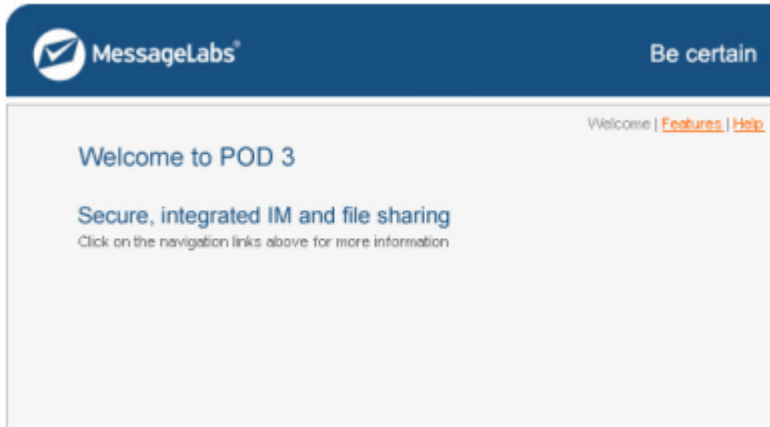 MessageLabs®
Be certain
Welcome | Features | Help
Welcome to POD 3
Secure, integrated IM and file sharing
Click on the navigation links above for more information